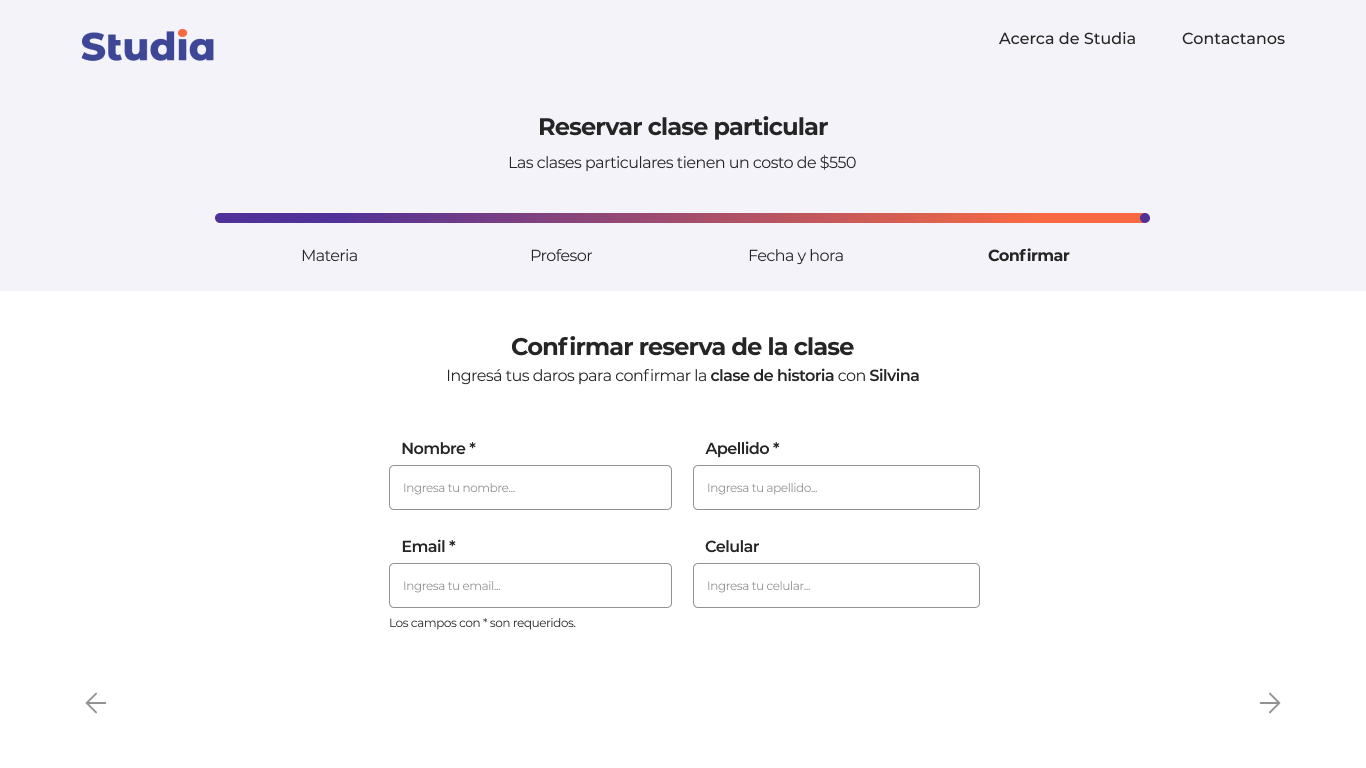 Studia
Acerca de Studia
Contactanos
Reservar clase particular
Las clases particulares tienen un costo de $550
Materia
Profesor
Fecha y hora
Confirmar
Confirmar reserva de la clase
Ingresá tus daros para confirmar la clase de historia con Silvina
Nombre *
Apellido *
Ingresa tu nombre...
Ingresa tu apellido...
Email *
Celular
Ingresa tu email...
Ingresa tu celular...
Los campos con * son requeridos.